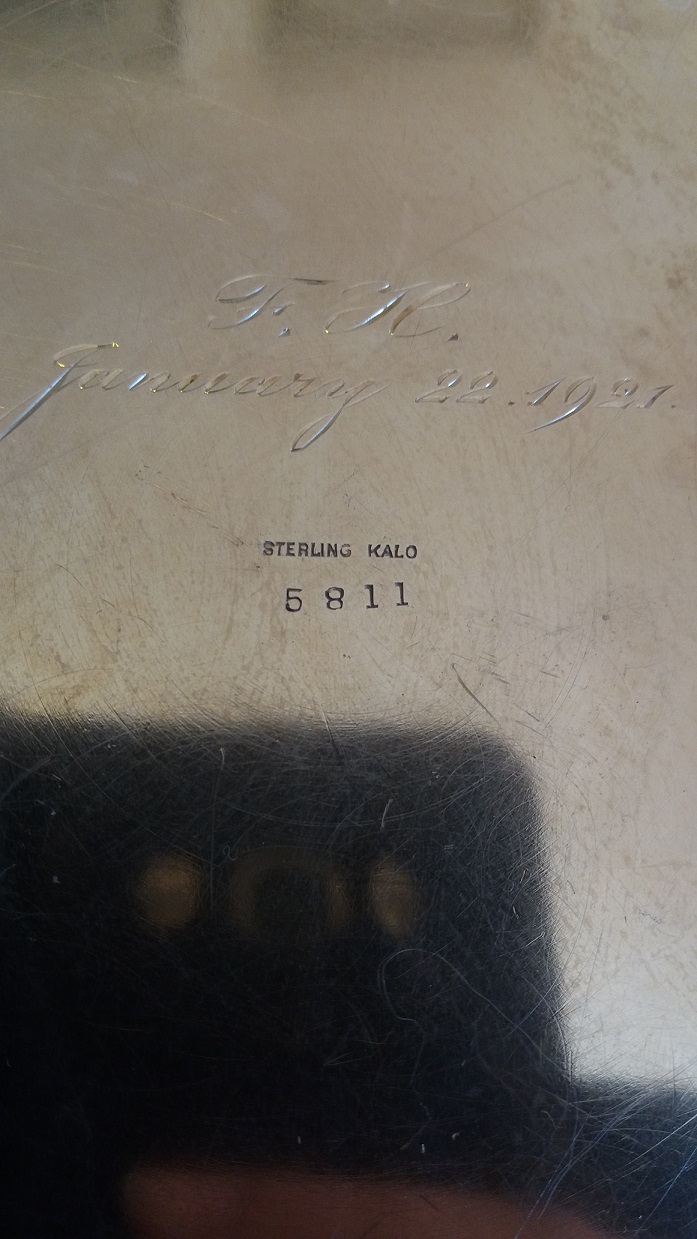 F. H.
January 22. 1921.
STERLING KALO
5811